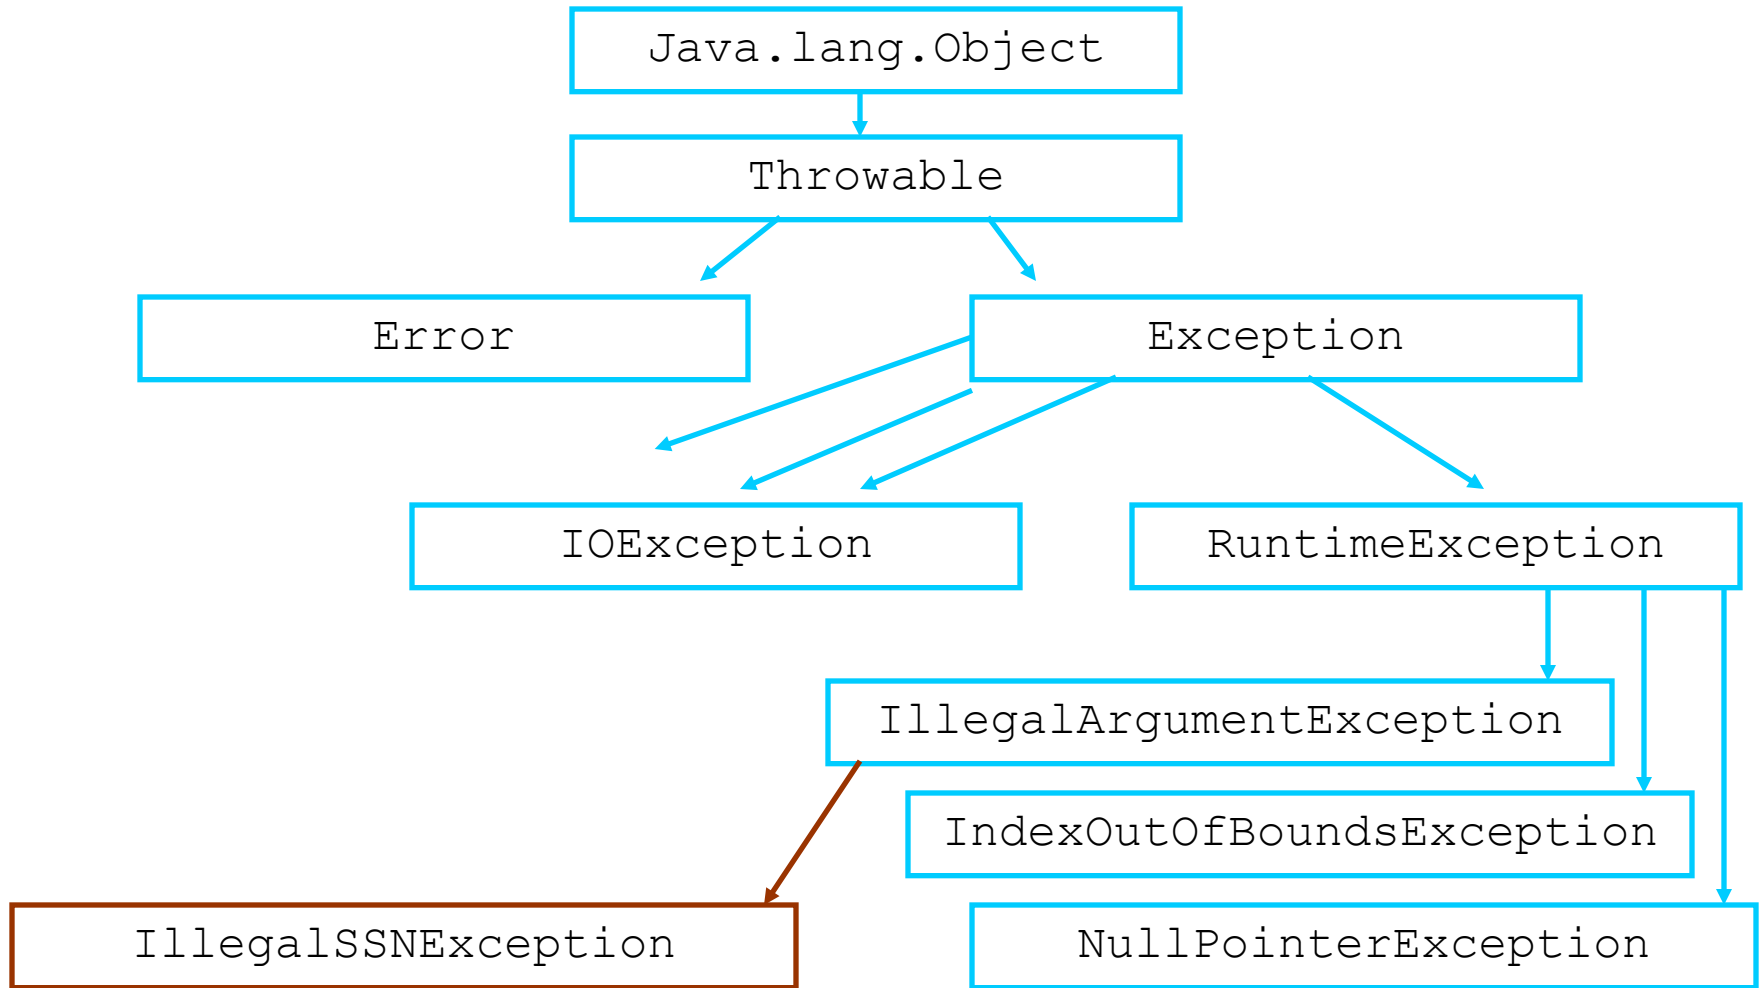 Java.lang.Object
Throwable
Error
Exception
IOException
RuntimeException
IllegalArgumentException
IndexOutOfBoundsException
IllegalSSNException
NullPointerException